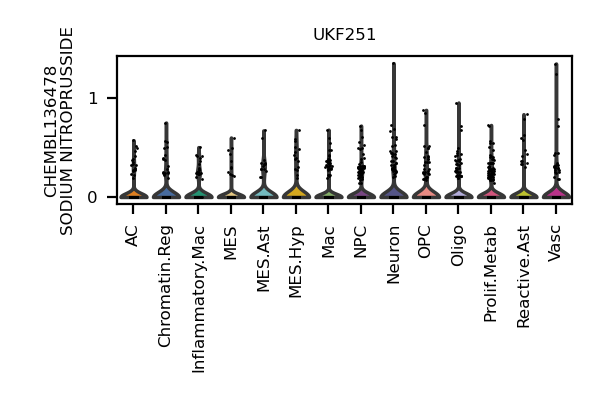 UKF251
CHEMBL136478
SODIUM NITROPRUSSIDE
1
0
AC
Chromatin.Reg
Inflammatory.Mac
MES
MES.Ast
MES.Hyp
Mac
NPC
Neuron
OPC
Oligo
Prolif.Metab
Reactive.Ast
Vasc